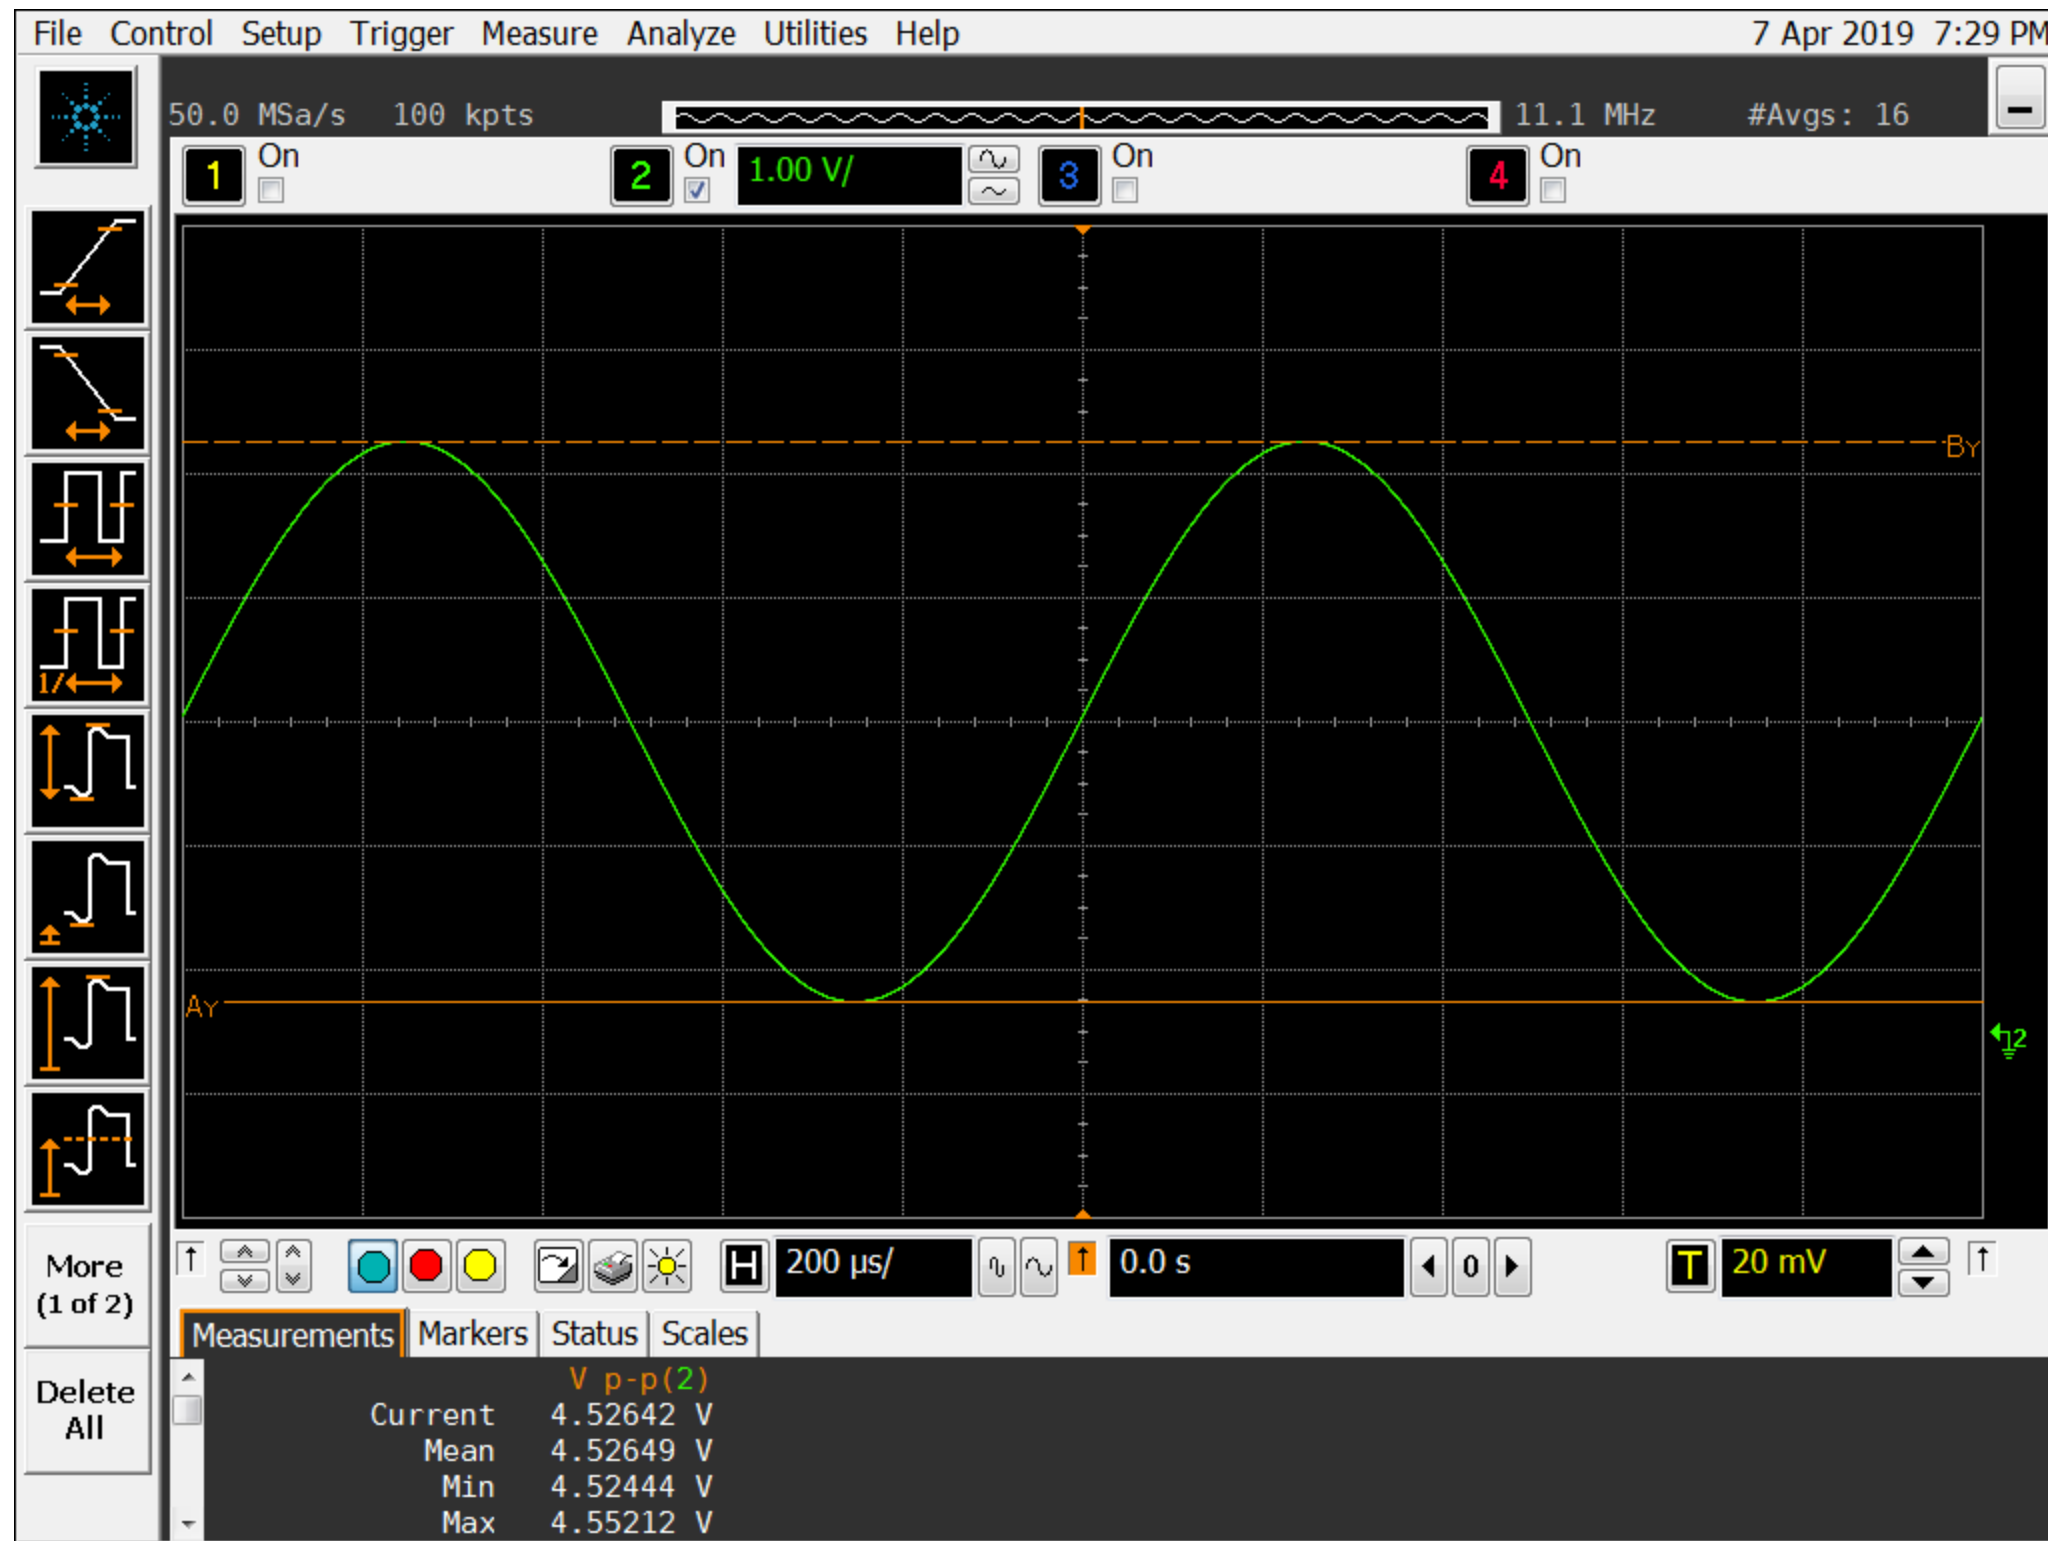 File Control Setup Trigger Measure Analyze Utilities Help 7 Apr 2019 7:29 PM
50.0 MSa/s 100 kpts 11.1 MHz #Avgs: 16
1 On 2 On 1.00 V/ 3 On 4 On
1/
BY
AY
2
More
(1 of 2)
H 200 µs/ 0.0 s 0 T 20 mV
Measurements Markers Status Scales
Delete
All
V p-p(2)
Current 4.52642 V
Mean 4.52649 V
Min 4.52444 V
Max 4.55212 V